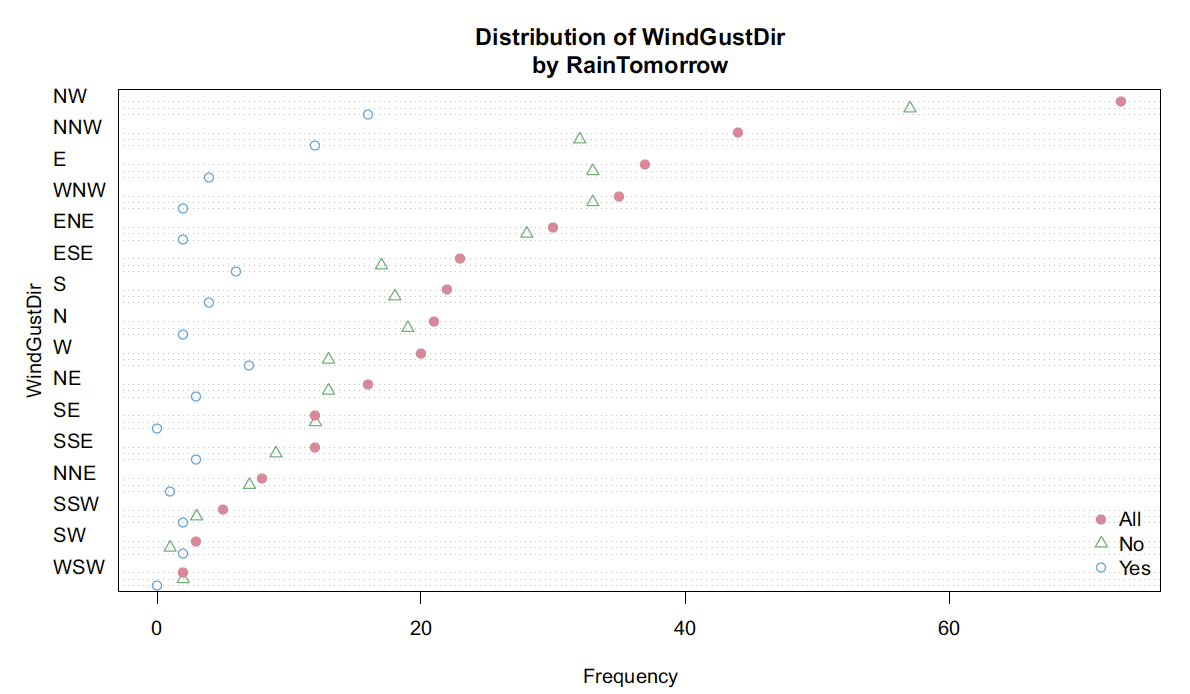 Distribution of WindGustDir
by RainTomorrow
WindGustDir
NW
NNW
E
WNW
ENE
ESE
S
N
W
NE
SE
SSE
NNE
SSW
SW
WSW
All
No
Yes
0 20 40 60
Frequency